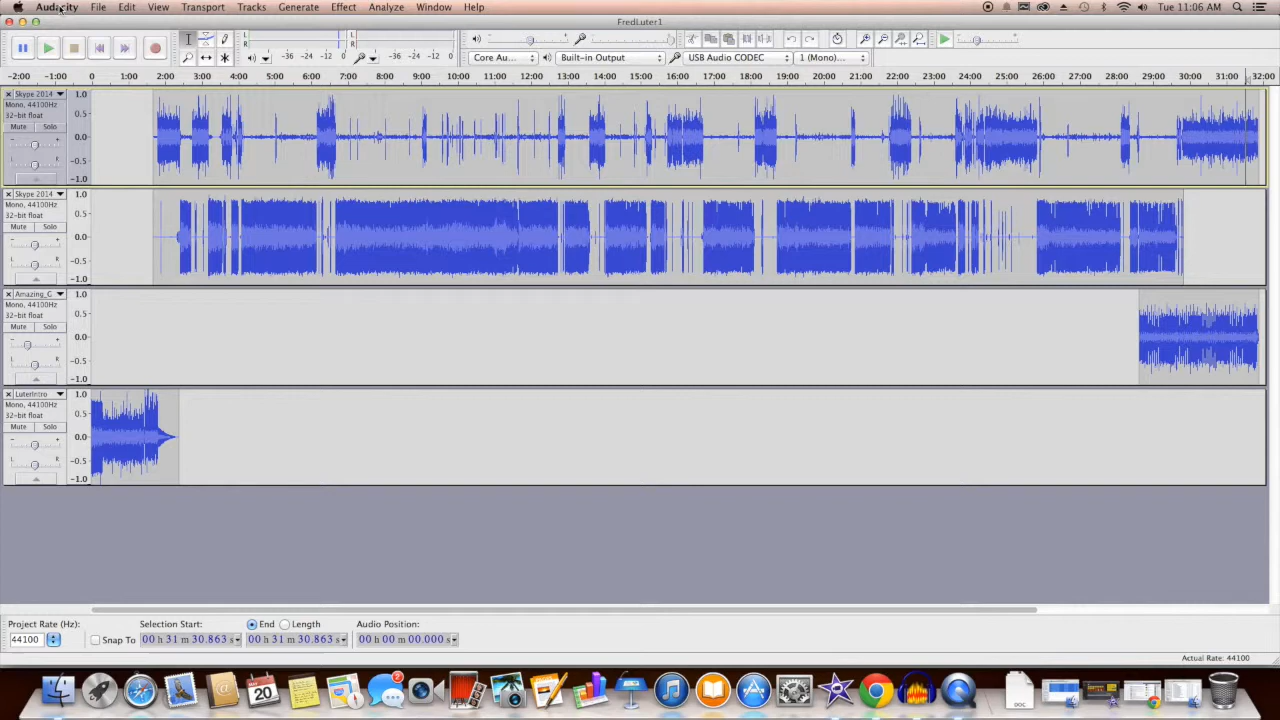 Audacity File Edit View Transport Tracks Generate Effect Analyze Window Help Tue 11:06 AM
FredLuter1
L R -36 -24 -12 0 L R -36 -24 -12 0
Core Au... Built-in Output USB Audio CODEC 1 (Mono)...
-2:00 -1:00 0 1:00 2:00 3:00 4:00 5:00 6:00 7:00 8:00 9:00 10:00 11:00 12:00 13:00 14:00 15:00 16:00 17:00 18:00 19:00 20:00 21:00 22:00 23:00 24:00 25:00 26:00 27:00 28:00 29:00 30:00 31:00 32:00
Skype 2014 1.0
Mono, 44100Hz
32-bit float 0.5
Mute Solo
- + 0.0
L R -0.5
-1.0
Skype 2014 1.0
Mono, 44100Hz
32-bit float 0.5
Mute Solo
- + 0.0
L R -0.5
-1.0
Amazing_G 1.0
Mono, 44100Hz
32-bit float 0.5
Mute Solo
- + 0.0
L R -0.5
-1.0
LuterIntro 1.0
Mono, 44100Hz
32-bit float 0.5
Mute Solo
- + 0.0
L R -0.5
-1.0
Project Rate (Hz): Selection Start: End Length Audio Position:
44100 Snap To 00 h 31 m 30.863 s 00 h 31 m 30.863 s 00 h 00 m 00.000 s
Actual Rate: 44100
20 2 DOC